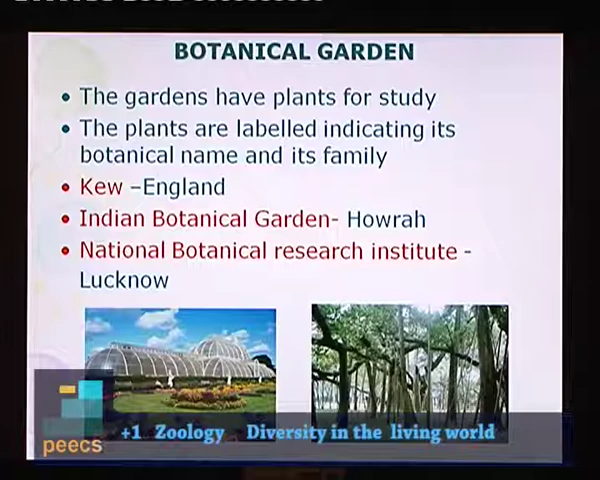 BOTANICAL GARDEN
• The gardens have plants for study
• The plants are labelled indicating its
botanical name and its family
• Kew –England
• Indian Botanical Garden- Howrah
• National Botanical research institute -
Lucknow
+1 Zoology Diversity in the living world
peecs